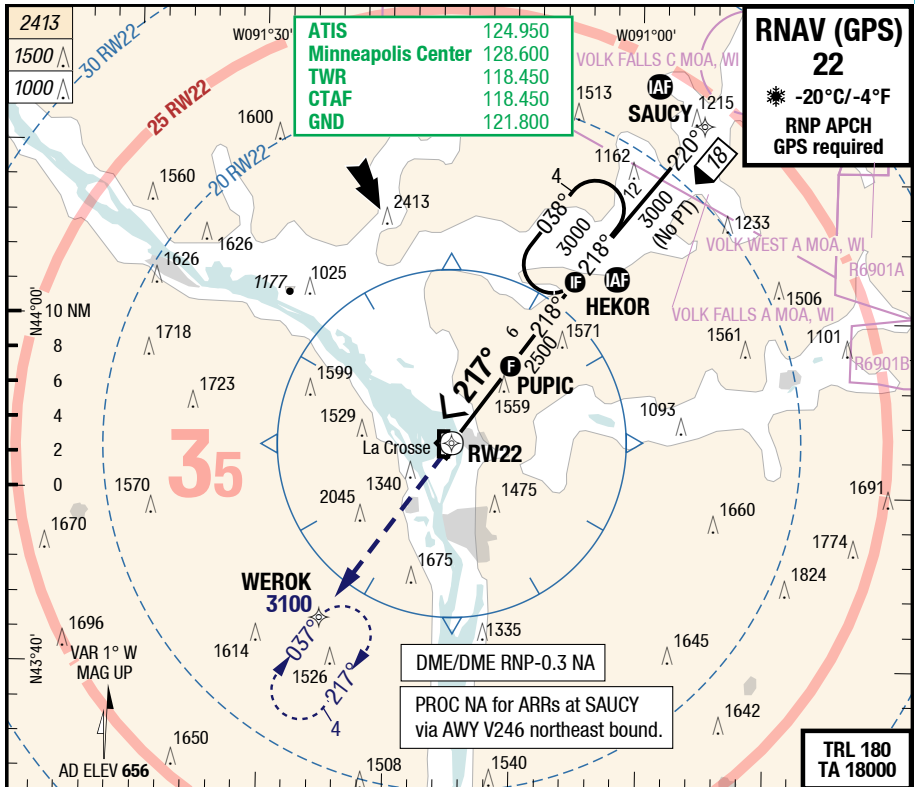 2413
1500
1000
30 RW22
W091°30'
ATIS 124.950
Minneapolis Center 128.600
TWR 118.450
CTAF 118.450
GND 121.800
W091°00'
VOLK FALLS C MOA, WI
RNAV (GPS)
22
-20°C/-4°F
RNP APCH
GPS required
25 RW22
20 RW22
1600
1513
IAF
SAUCY
1215
220°
18
1162
12
3000
(No PT)
4
038°
3000
218°
1560
2413
1626
1626
1233
VOLK WEST A MOA, WI
R6901A
1177
1025
IF
IAF
HEKOR
1506
VOLK FALLS A MOA, WI
N44°00'
10 NM
8
6
4
2
0
1718
218°
6
2500
1571
1561
1101
R6901B
1723
1599
217°
F
PUPIC
1559
1529
1093
La Crosse
RW22
35
1340
1570
2045
1475
1691
1670
1660
1774
1675
1824
WEROK
3100
1696
1614
037°
1335
1645
N43°40'
VAR 1° W
MAG UP
1526
217°
4
DME/DME RNP-0.3 NA
PROC NA for ARRs at SAUCY
via AWY V246 northeast bound.
1642
1650
1508
1540
AD ELEV 656
TRL 180
TA 18000